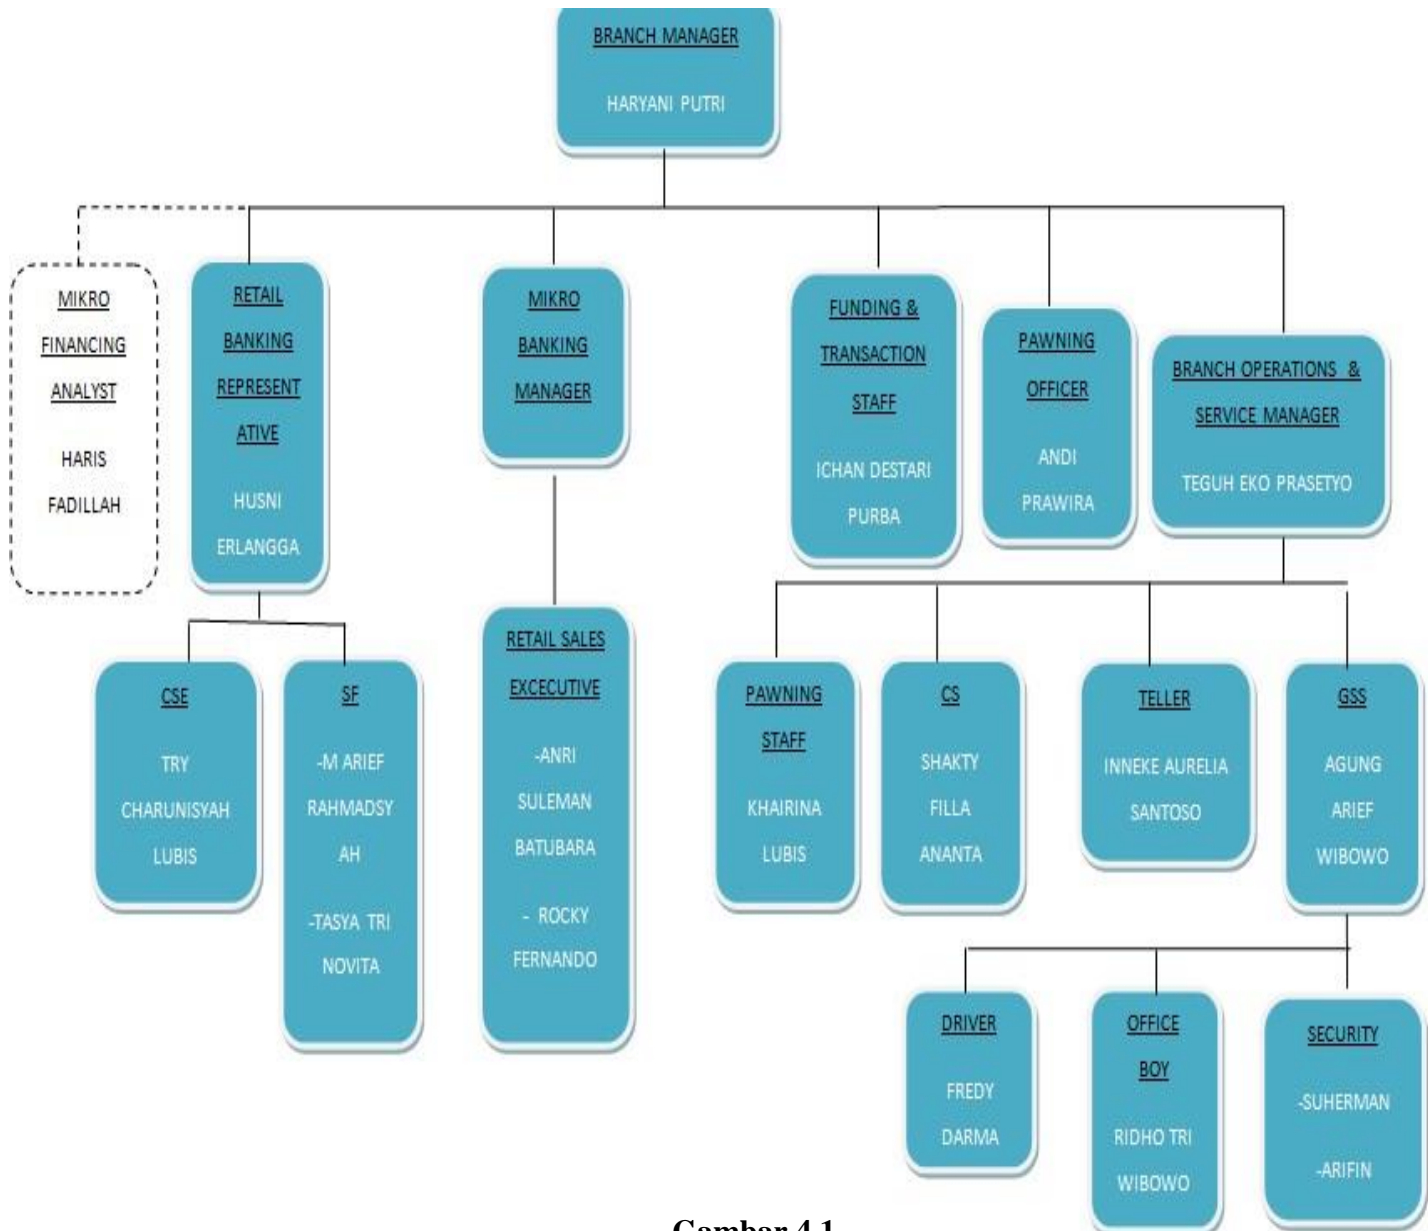 BRANCH MANAGER
HARYANI PUTRI
MIKRO
FINANCING
ANALYST
HARIS
FADILLAH
RETAIL
BANKING
REPRESENT
ATIVE
HUSNI
ERLANGGA
MIKRO
BANKING
MANAGER
FUNDING &
TRANSACTION
STAFF
ICHAN DESTARI
PURBA
PAWNING
OFFICER
ANDI
PRAWIRA
BRANCH OPERATIONS &
SERVICE MANAGER
TEGUH EKO PRASETYO
CSE
TRY
CHARUNISYAH
LUBIS
SF
-M ARIEF
RAHMADSY
AH
-TASYA TRI
NOVITA
RETAIL SALES
EXCECUTIVE
-ANRI
SULEMAN
BATUBARA
- ROCKY
FERNANDO
PAWNING
STAFF
KHAIRINA
LUBIS
CS
SHAKTY
FILLA
ANANTA
TELLER
INNEKE AURELIA
SANTOSO
GSS
AGUNG
ARIEF
WIBOWO
DRIVER
FREDY
DARMA
OFFICE
BOY
RIDHO TRI
WIBOWO
SECURITY
-SUHERMAN
-ARIFIN
Gambar 4.1